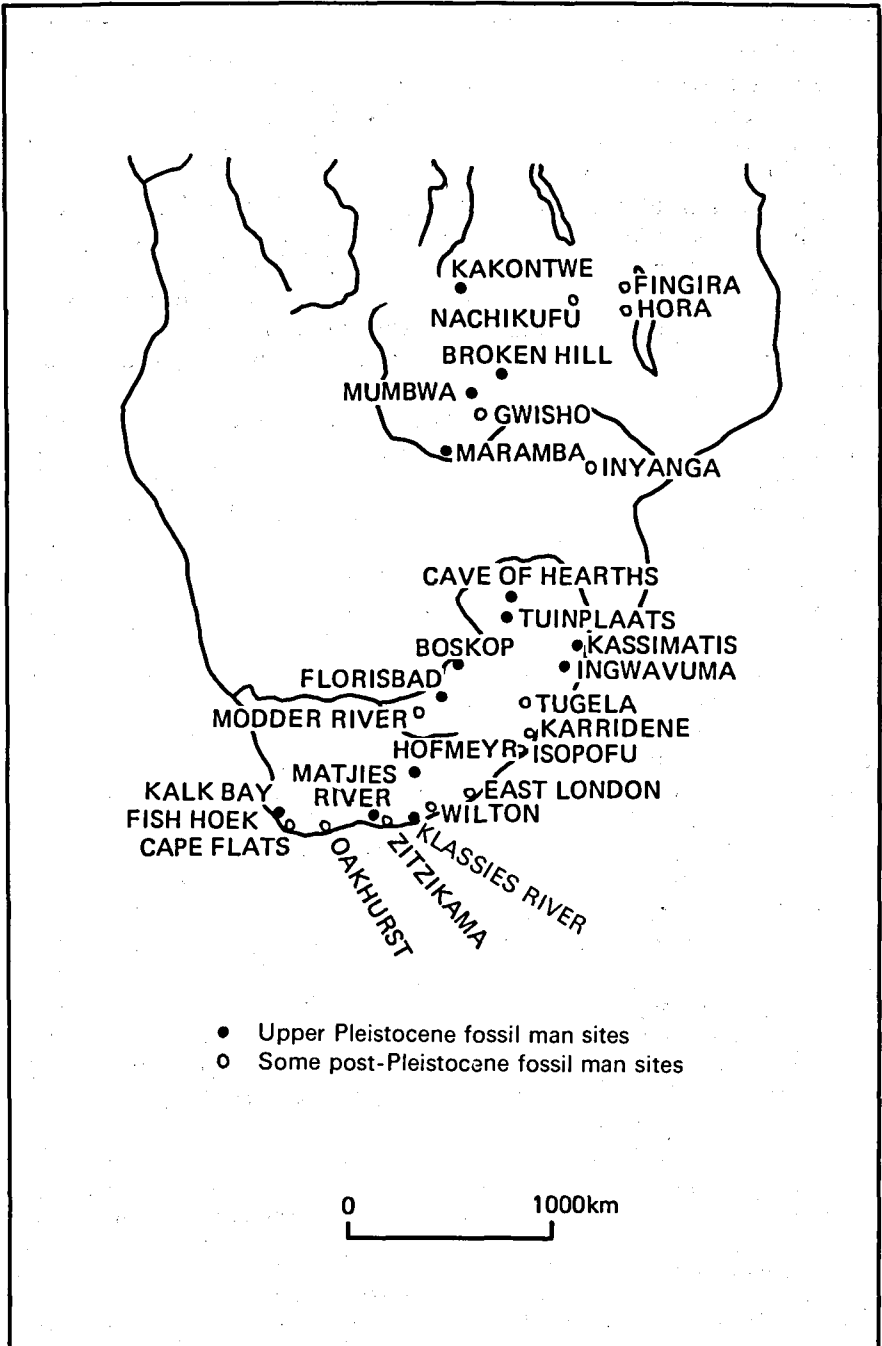 KAKONTWE
FINGIRA
NACHIKUFU
HORA
BROKEN HILL
MUMBWA
GWISHO
MARAMBA
INYANGA
CAVE OF HEARTHS
TUINPLAATS
BOSKOP
KASSIMATIS
FLORISBAD
INGWAVUMA
TUGELA
MODDER RIVER
KARRIDENE
HOFMEYR
ISOPOFU
MATJIES
RIVER
KALK BAY
EAST LONDON
FISH HOEK
WILTON
CAPE FLATS
OAKHURST
ZITZIKAMA
KLASSIES RIVER
Upper Pleistocene fossil man sites
Some post-Pleistocene fossil man sites
0 1000km